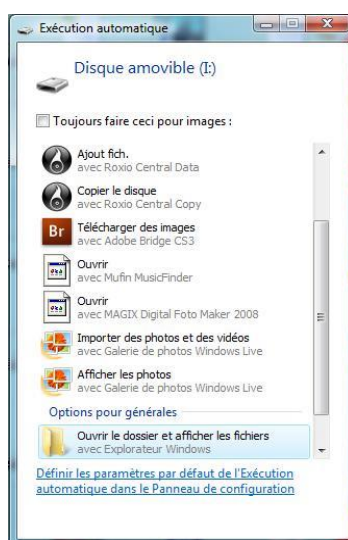 Exécution automatique
Disque amovible (I:)
Toujours faire ceci pour images :
Ajout fich.
avec Roxio Central Data
Copier le disque
avec Roxio Central Copy
Br
Télécharger des images
avec Adobe Bridge CS3
Ouvrir
avec Mufin MusicFinder
Ouvrir
avec MAGIX Digital Foto Maker 2008
Importer des photos et des vidéos
avec Galerie de photos Windows Live
Afficher les photos
avec Galerie de photos Windows Live
Options pour générales
Ouvrir le dossier et afficher les fichiers
avec Explorateur Windows
Définir les paramètres par défaut de l'Exécution
automatique dans le Panneau de configuration